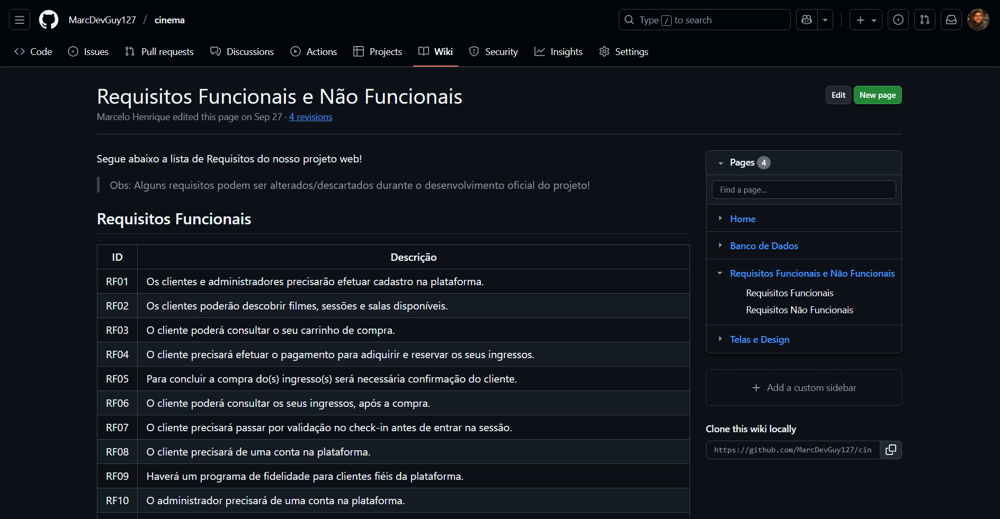 MarcDevGuy127 / cinema
Type / to search
Code Issues Pull requests Discussions Actions Projects Wiki Security Insights Settings
Requisitos Funcionais e Não Funcionais
Edit New page
Marcelo Henrique edited this page on Sep 27 · 4 revisions
Segue abaixo a lista de Requisitos do nosso projeto web!
Obs: Alguns requisitos podem ser alterados/descartados durante o desenvolvimento oficial do projeto!
Requisitos Funcionais
ID Descrição
RF01 Os clientes e administradores precisarão efetuar cadastro na plataforma.
RF02 Os clientes poderão descobrir filmes, sessões e salas disponíveis.
RF03 O cliente poderá consultar o seu carrinho de compra.
RF04 O cliente precisará efetuar o pagamento para adiquirir e reservar os seus ingressos.
RF05 Para concluir a compra do(s) ingresso(s) será necessária confirmação do cliente.
RF06 O cliente poderá consultar os seus ingressos, após a compra.
RF07 O cliente precisará passar por validação no check-in antes de entrar na sessão.
RF08 O cliente precisará de uma conta na plataforma.
RF09 Haverá um programa de fidelidade para clientes fiéis da plataforma.
RF10 O administrador precisará de uma conta na plataforma.
Pages 4
Find a page...
Home
Banco de Dados
Requisitos Funcionais e Não Funcionais
Requisitos Funcionais
Requisitos Não Funcionais
Telas e Design
Add a custom sidebar
Clone this wiki locally
https://github.com/MarcDevGuy127/cin